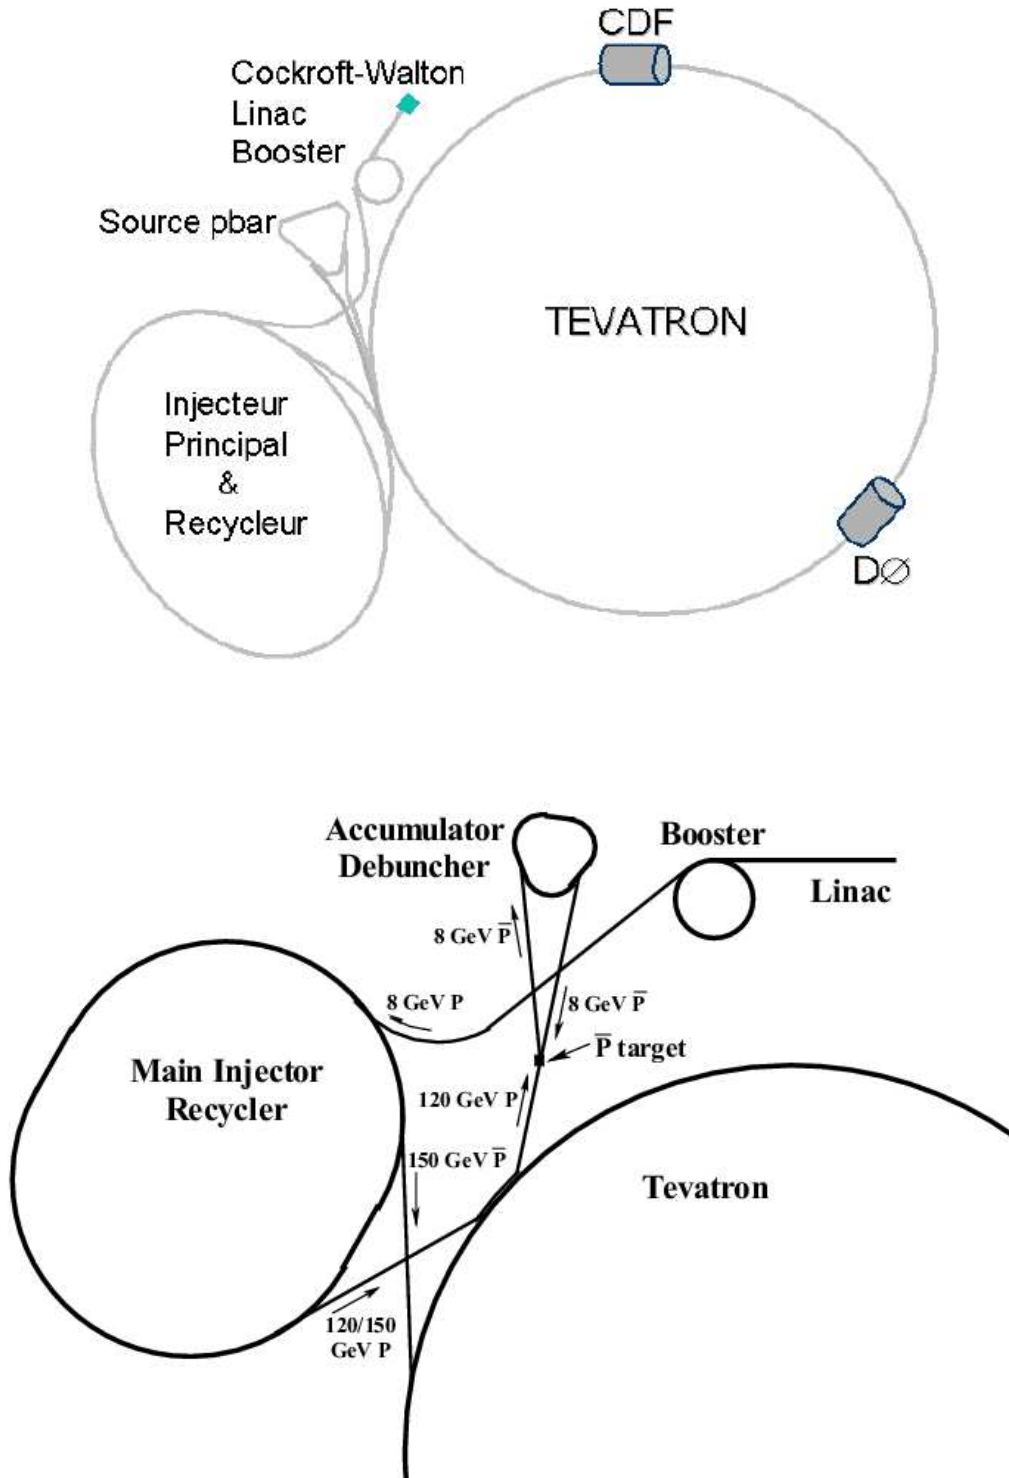 CDF
Cockroft-Walton
Linac
Booster
Source pbar
TEVATRON
Injecteur
Principal
&
Recycleur
DØ
Accumulator
Debuncher
Booster
Linac
8 GeV P̅
8 GeV P
8 GeV P̅
P̅ target
Main Injector
Recycler
120 GeV P
150 GeV P̅
Tevatron
120/150
GeV P